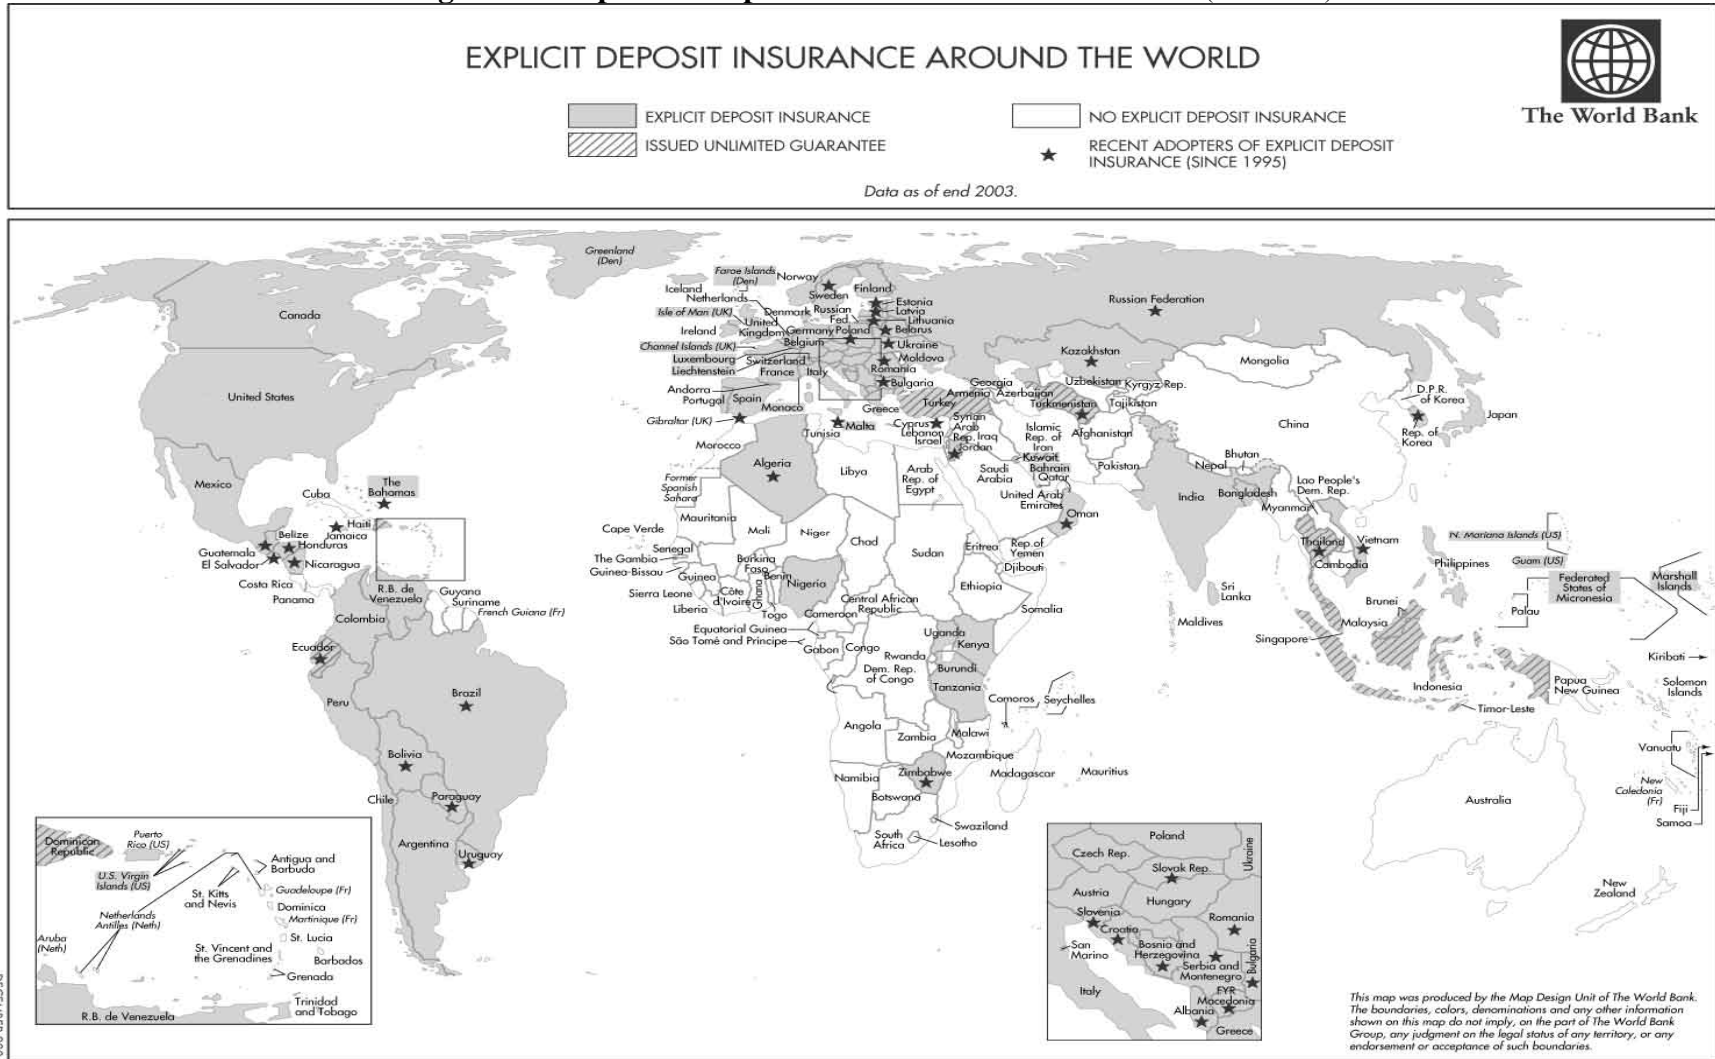 EXPLICIT DEPOSIT INSURANCE AROUND THE WORLD
The World Bank
EXPLICIT DEPOSIT INSURANCE
NO EXPLICIT DEPOSIT INSURANCE
ISSUED UNLIMITED GUARANTEE
RECENT ADOPTERS OF EXPLICIT DEPOSIT
INSURANCE (SINCE 1995)
Data as of end 2003.
Greenland
(Den)
Canada
United States
Mexico
Cuba
The
Bahamas
Haiti
Jamaica
Belize
Honduras
Guatemala
El Salvador
Nicaragua
Costa Rica
Panama
R.B. de
Venezuela
Guyana
Suriname
French Guiana (Fr)
Colombia
Ecuador
Peru
Brazil
Bolivia
Paraguay
Chile
Argentina
Uruguay
Faroe Islands
(Den)
Norway
Iceland
Sweden
Finland
Netherlands
Estonia
Isle of Man (UK)
Denmark
Russian
Fed.
Latvia
Lithuania
Ireland
United
Kingdom
Germany
Poland
Belarus
Channel Islands (UK)
Belgium
Ukraine
Luxembourg
Switzerland
Moldova
Liechtenstein
France
Italy
Romania
Andorra
Bulgaria
Portugal
Spain
Monaco
Greece
Gibraltar (UK)
Malta
Tunisia
Cyprus
Lebanon
Israel
Syrian
Arab
Rep.
Iraq
Jordan
Turkey
Georgia
Armenia
Azerbaijan
Turkmenistan
Uzbekistan
Kyrgyz Rep.
Tajikistan
Kazakhstan
Russian Federation
Mongolia
China
D.P.R.
of Korea
Rep. of
Korea
Japan
Islamic
Rep. of
Iran
Afghanistan
Kuwait
Bahrain
Qatar
Saudi
Arabia
United Arab
Emirates
Oman
Pakistan
Nepal
Bhutan
India
Bangladesh
Myanmar
Lao People's
Dem. Rep.
Thailand
Vietnam
Cambodia
Philippines
N. Mariana Islands (US)
Guam (US)
Federated
States of
Micronesia
Marshall
Islands
Palau
Brunei
Malaysia
Singapore
Sri
Lanka
Maldives
Indonesia
Papua
New Guinea
Timor-Leste
Kiribati
Solomon
Islands
Vanuatu
New
Caledonia
(Fr)
Fiji
Samoa
Australia
New
Zealand
Morocco
Algeria
Libya
Arab
Rep. of
Egypt
Former
Spanish
Sahara
Mauritania
Cape Verde
Mali
Niger
Chad
Sudan
Eritrea
Rep. of
Yemen
Djibouti
Senegal
The Gambia
Guinea-Bissau
Guinea
Sierra Leone
Liberia
Burkina
Faso
Côte
d'Ivoire
Ghana
Benin
Togo
Nigeria
Cameroon
Central African
Republic
Ethiopia
Somalia
Equatorial Guinea
São Tomé and Príncipe
Gabon
Congo
Uganda
Kenya
Rwanda
Dem. Rep.
of Congo
Burundi
Tanzania
Comoros
Seychelles
Angola
Zambia
Malawi
Mozambique
Namibia
Zimbabwe
Madagascar
Mauritius
Botswana
Swaziland
South
Africa
Lesotho
Dominican
Republic
Puerto
Rico (US)
U.S. Virgin
Islands (US)
Antigua and
Barbuda
St. Kitts
and Nevis
Guadeloupe (Fr)
Dominica
Martinique (Fr)
Netherlands
Antilles (Neth)
Aruba
(Neth)
St. Lucia
St. Vincent and
the Grenadines
Barbados
Grenada
Trinidad
and Tobago
R.B. de Venezuela
Poland
Ukraine
Czech Rep.
Slovak Rep.
Austria
Hungary
Slovenia
Croatia
Romania
San
Marino
Bosnia and
Herzegovina
Serbia and
Montenegro
Bulgaria
Italy
FYR
Macedonia
Albania
Greece
This map was produced by the Map Design Unit of The World Bank.
The boundaries, colors, denominations and any other information
shown on this map do not imply, on the part of The World Bank
Group, any judgment on the legal status of any territory, or any
endorsement or acceptance of such boundaries.